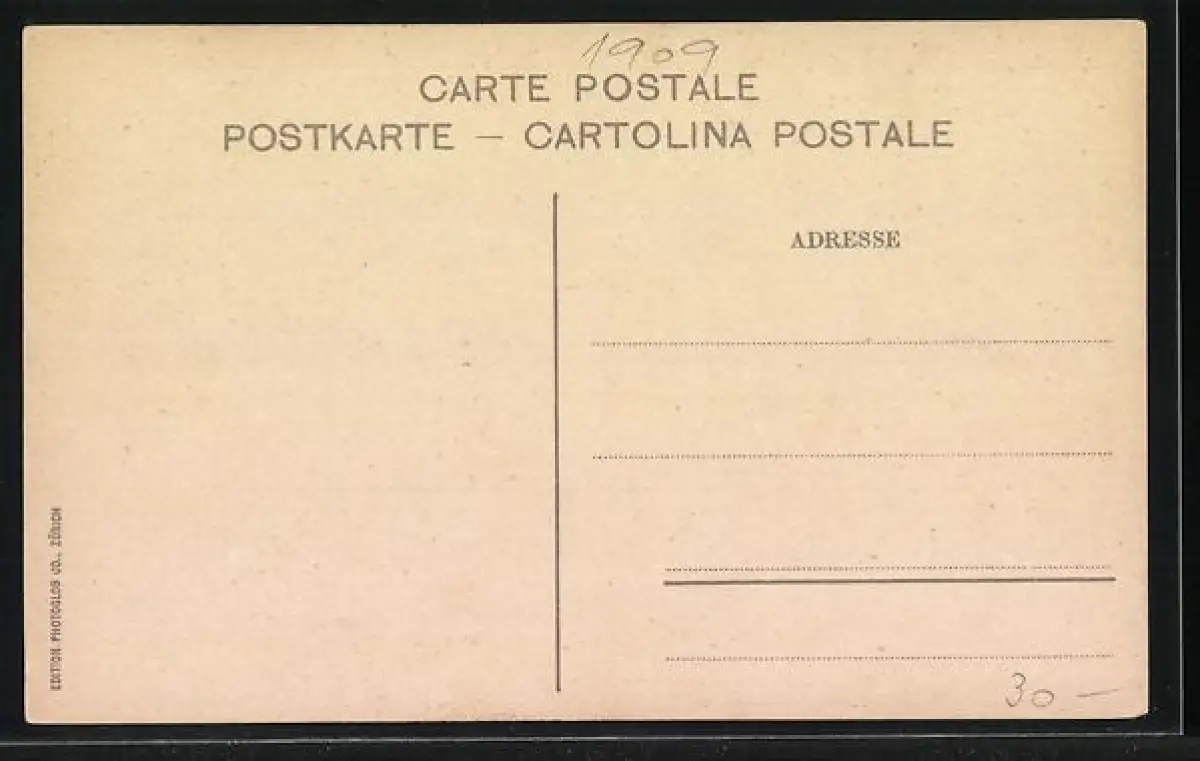 1909
CARTE POSTALE
POSTKARTE — CARTOLINA POSTALE
ADRESSE
EDITION PHOTOGLOB CO., ZÜRICH
30 —